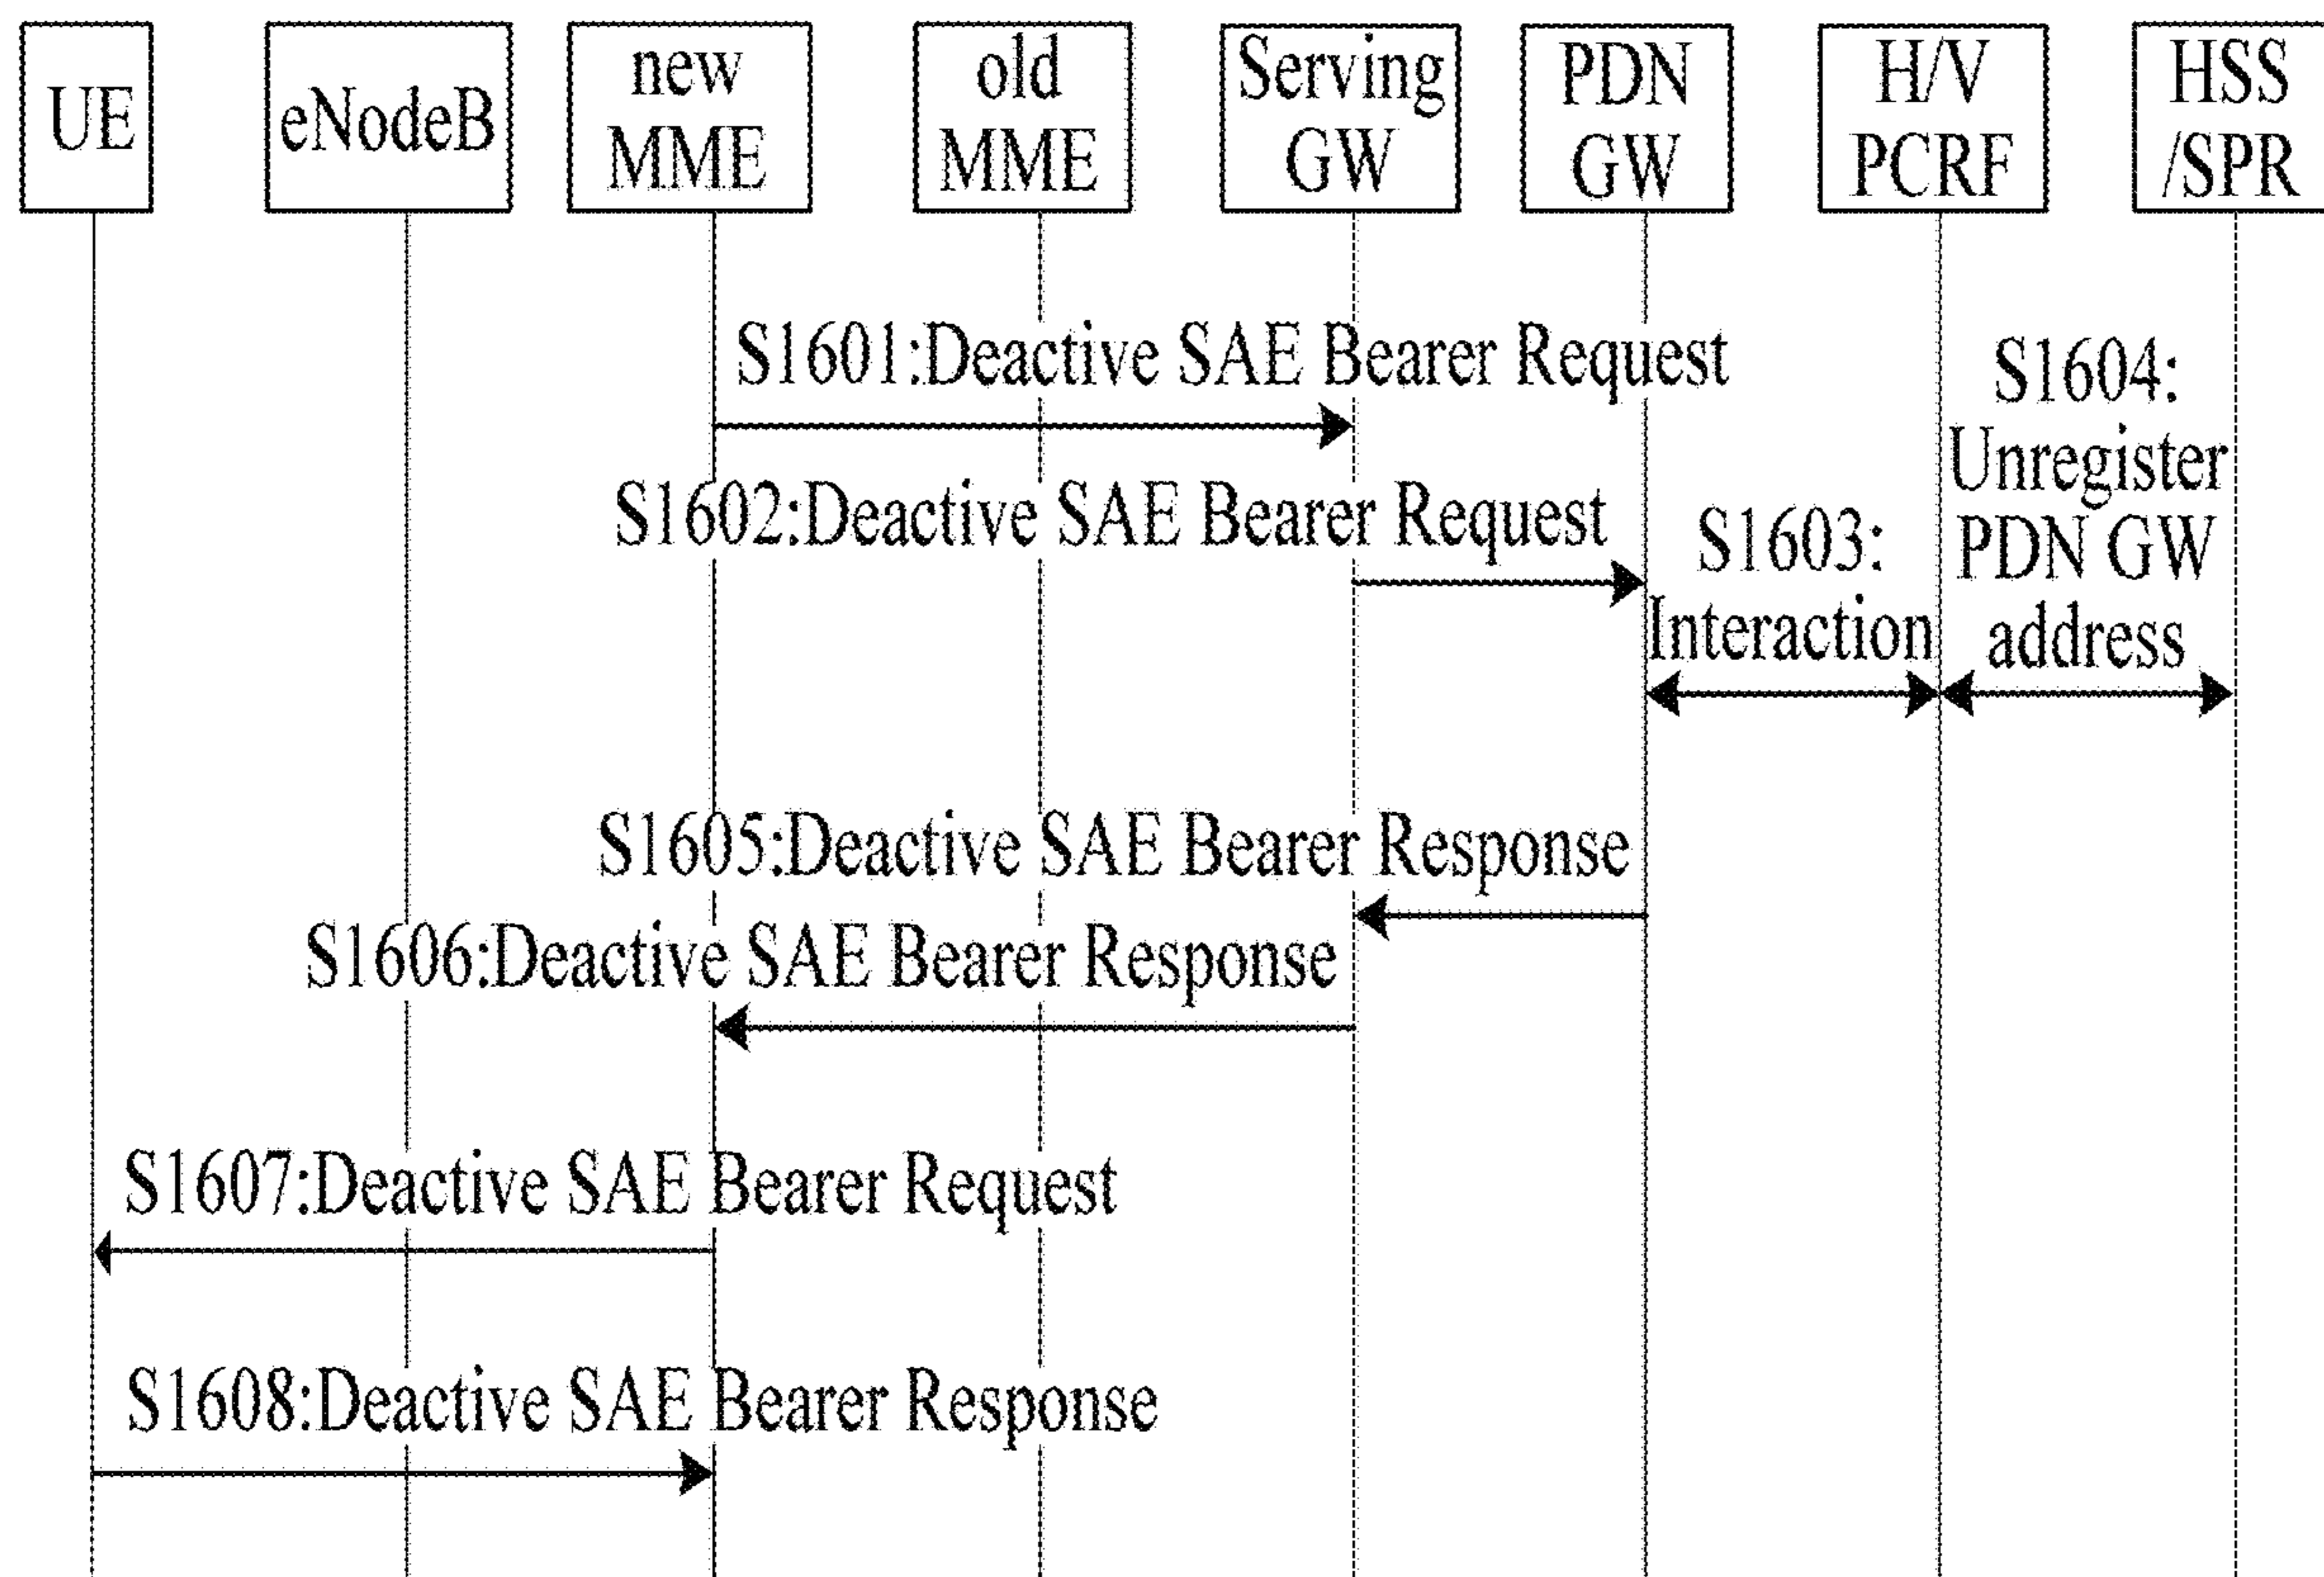 UE
eNodeB
new
MME
old
MME
Serving
GW
PDN
GW
H/V
PCRF
HSS
/SPR
S1601:Deactive SAE Bearer Request
S1602:Deactive SAE Bearer Request
S1603:
Interaction
S1604:
Unregister
PDN GW
address
S1605:Deactive SAE Bearer Response
S1606:Deactive SAE Bearer Response
S1607:Deactive SAE Bearer Request
S1608:Deactive SAE Bearer Response